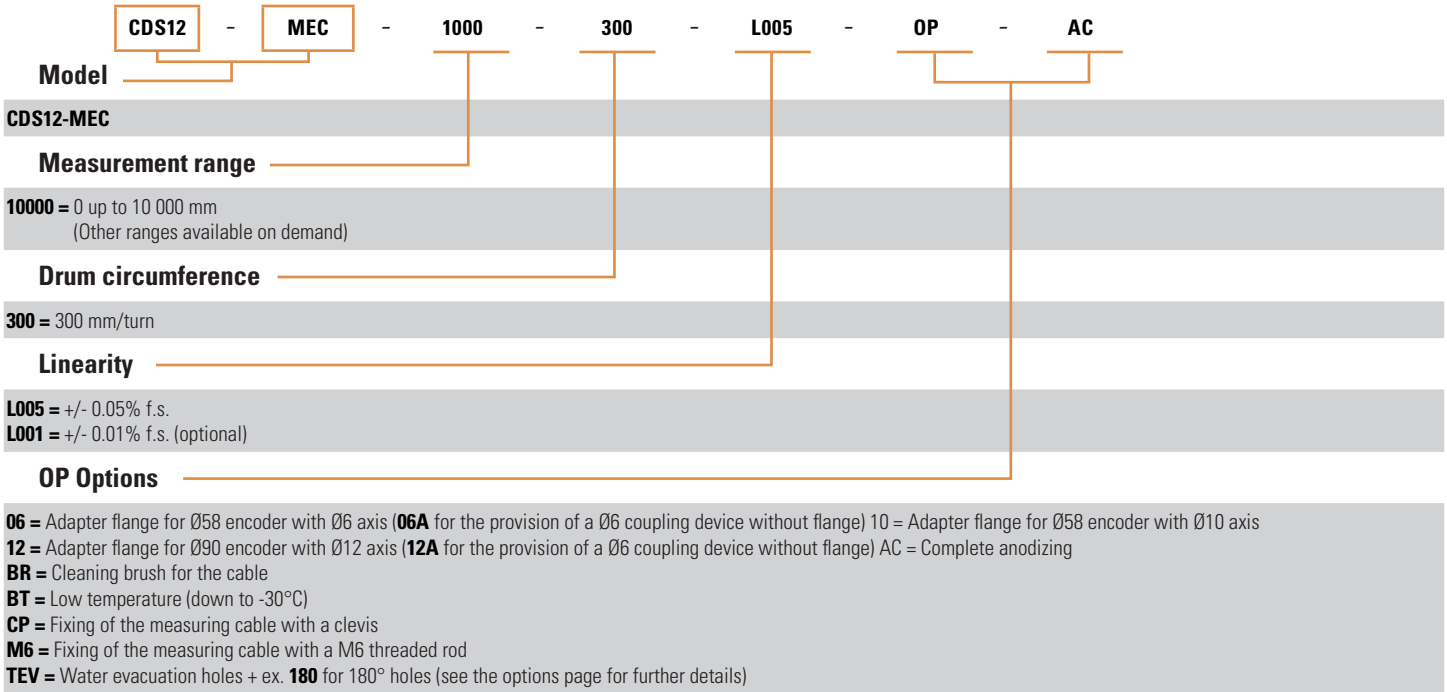 CDS12 – MEC – 1000 – 300 – L005 – OP – AC
Model
CDS12-MEC
Measurement range
10000 = 0 up to 10 000 mm
(Other ranges available on demand)
Drum circumference
300 = 300 mm/turn
Linearity
L005 = +/- 0.05% f.s.
L001 = +/- 0.01% f.s. (optional)
OP Options
06 = Adapter flange for Ø58 encoder with Ø6 axis (06A for the provision of a Ø6 coupling device without flange) 10 = Adapter flange for Ø58 encoder with Ø10 axis
12 = Adapter flange for Ø90 encoder with Ø12 axis (12A for the provision of a Ø6 coupling device without flange) AC = Complete anodizing
BR = Cleaning brush for the cable
BT = Low temperature (down to -30°C)
CP = Fixing of the measuring cable with a clevis
M6 = Fixing of the measuring cable with a M6 threaded rod
TEV = Water evacuation holes + ex. 180 for 180° holes (see the options page for further details)